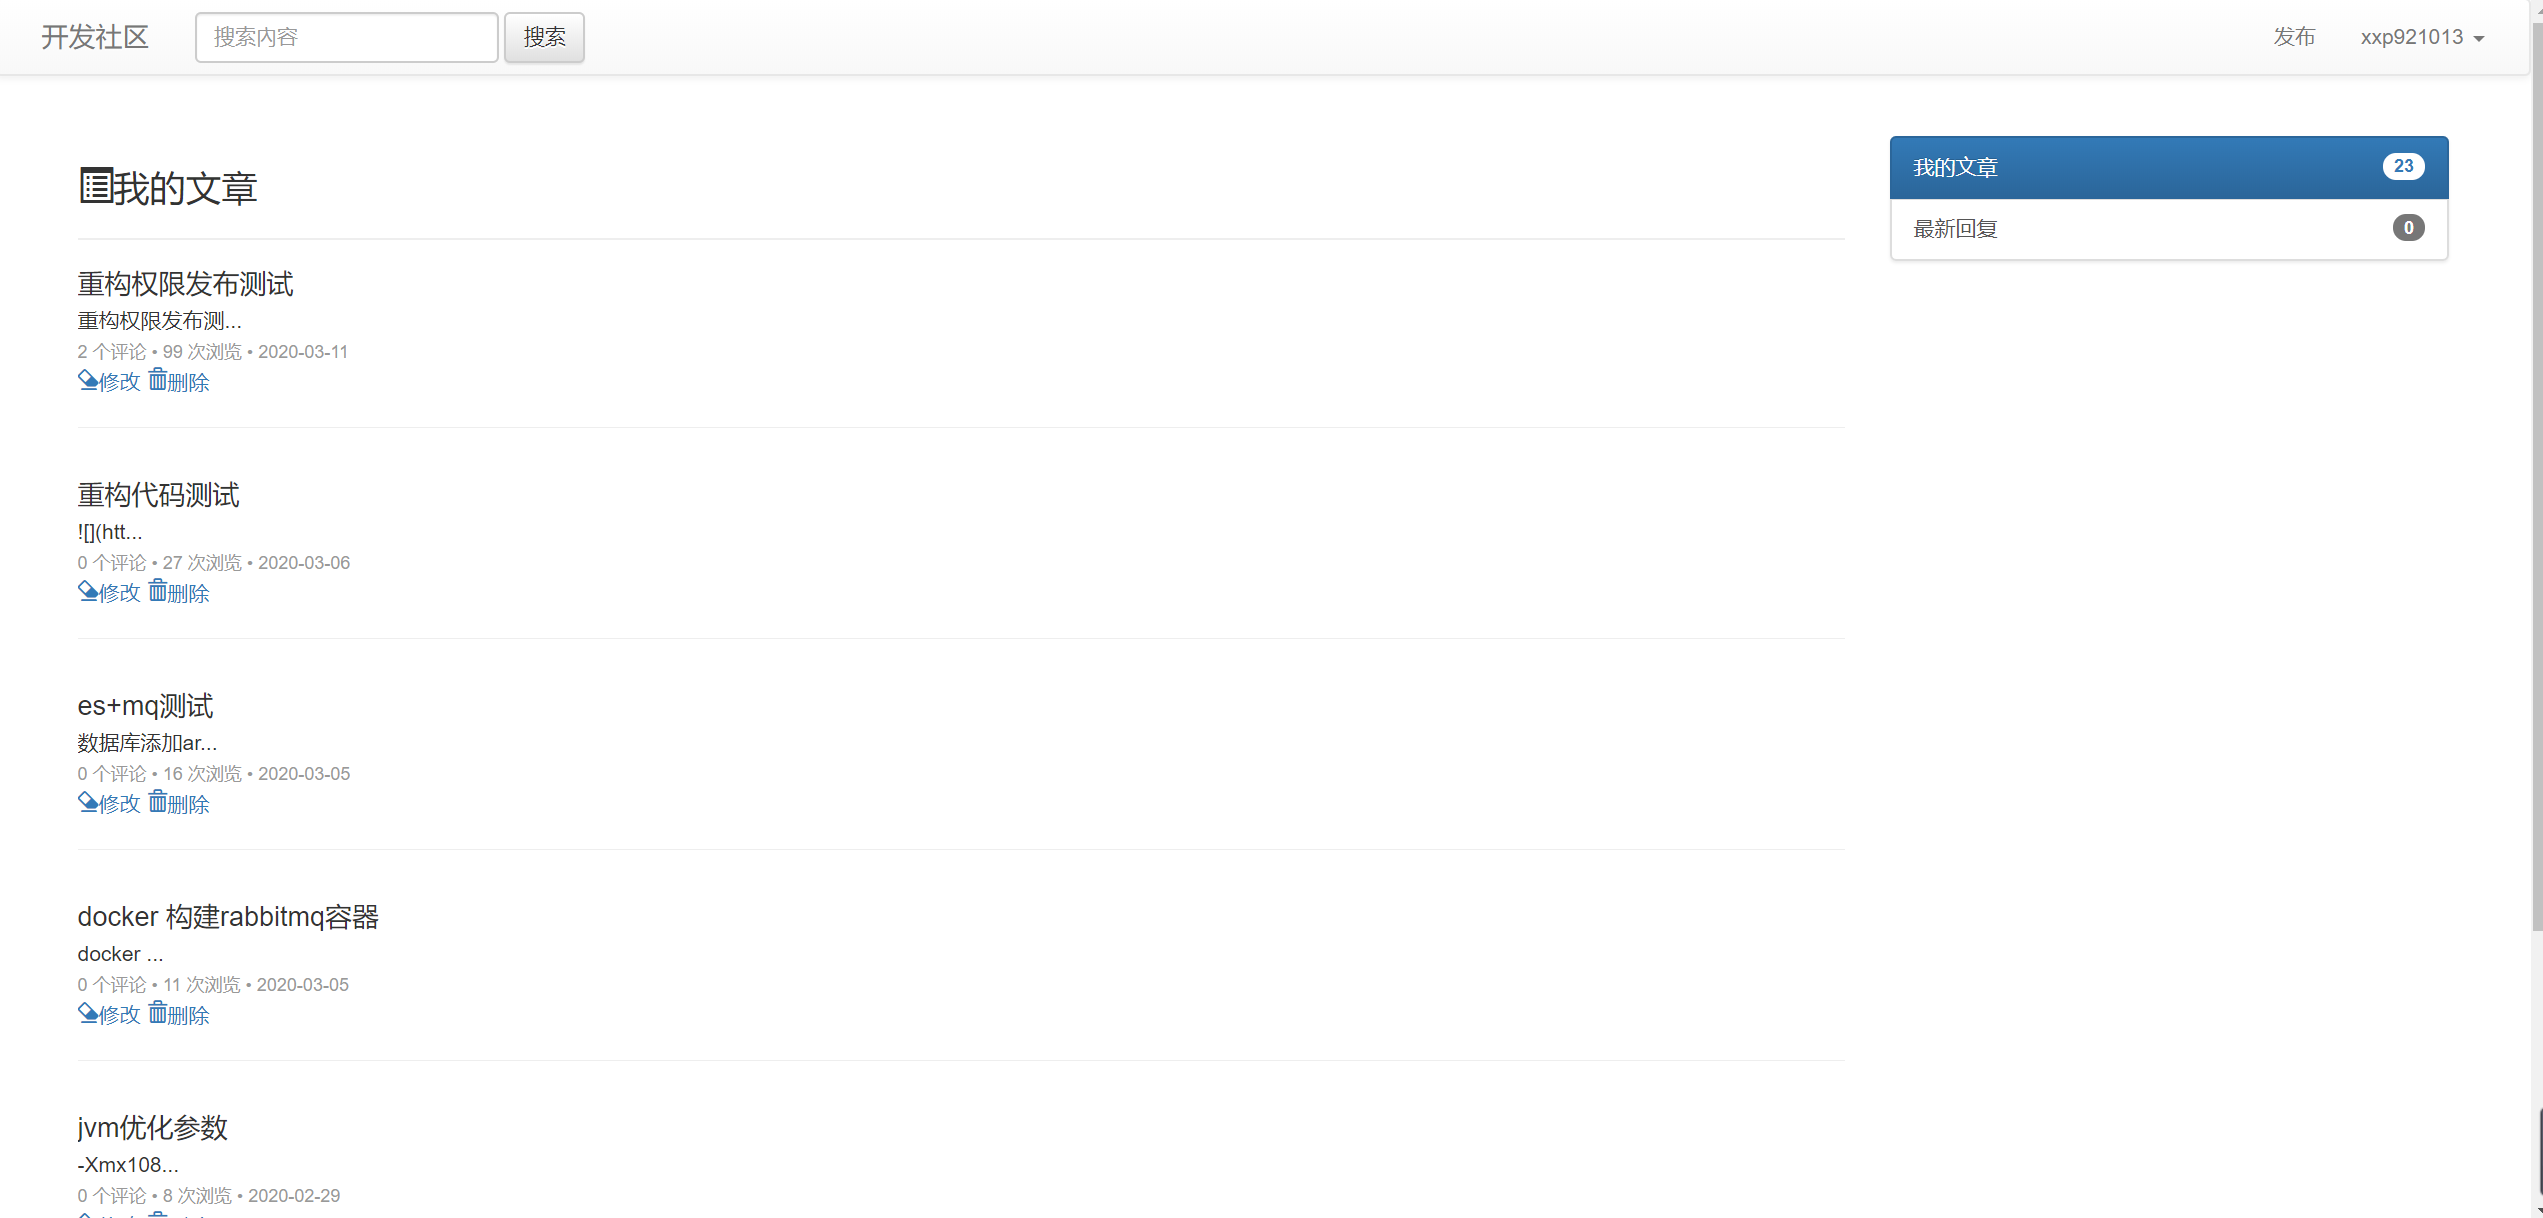 开发社区 搜索内容 搜索 发布 xxp921013
我的文章
我的文章 23
最新回复 0
重构权限发布测试
重构权限发布测...
2 个评论 • 99 次浏览 • 2020-03-11
修改 删除
重构代码测试
![](htt...
0 个评论 • 27 次浏览 • 2020-03-06
修改 删除
es+mq测试
数据库添加ar...
0 个评论 • 16 次浏览 • 2020-03-05
修改 删除
docker 构建rabbitmq容器
docker ...
0 个评论 • 11 次浏览 • 2020-03-05
修改 删除
jvm优化参数
-Xmx108...
0 个评论 • 8 次浏览 • 2020-02-29